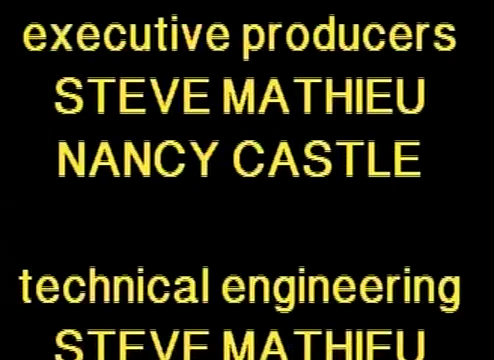 executive producers
STEVE MATHIEU
NANCY CASTLE
technical engineering
STEVE MATHIEU